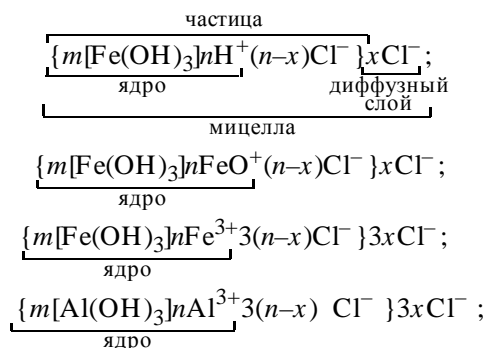 частица
{m[Fe(OH)₃]nH⁺(n–x)Cl⁻}xCl⁻;
ядро диффузный
слой
мицелла
{m[Fe(OH)₃]nFeO⁺(n–x)Cl⁻}xCl⁻;
ядро
{m[Fe(OH)₃]nFe³⁺3(n–x)Cl⁻}3xCl⁻;
ядро
{m[Al(OH)₃]nAl³⁺3(n–x) Cl⁻ }3xCl⁻ ;
ядро